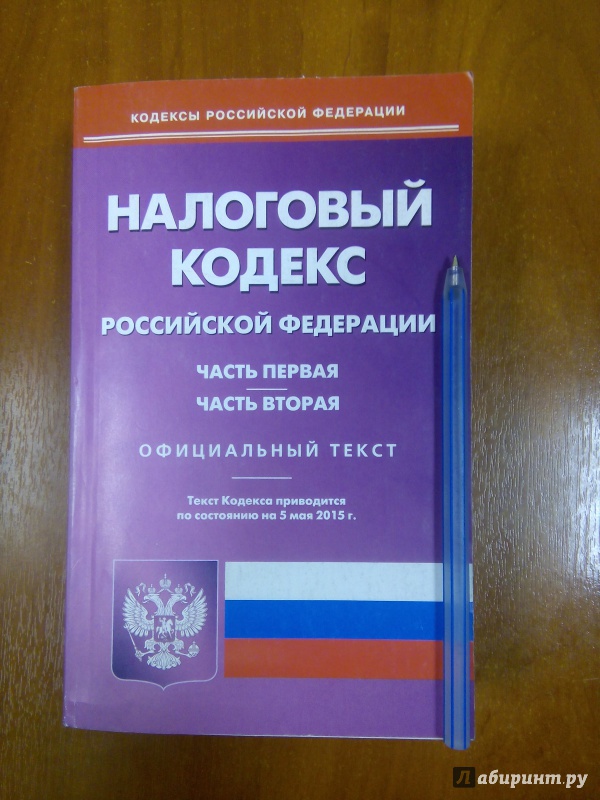 КОДЕКСЫ РОССИЙСКОЙ ФЕДЕРАЦИИ
НАЛОГОВЫЙ
КОДЕКС
РОССИЙСКОЙ ФЕДЕРАЦИИ
ЧАСТЬ ПЕРВАЯ
ЧАСТЬ ВТОРАЯ
ОФИЦИАЛЬНЫЙ ТЕКСТ
Текст Кодекса приводится
по состоянию на 5 мая 2015 г.
лабиринт.ру